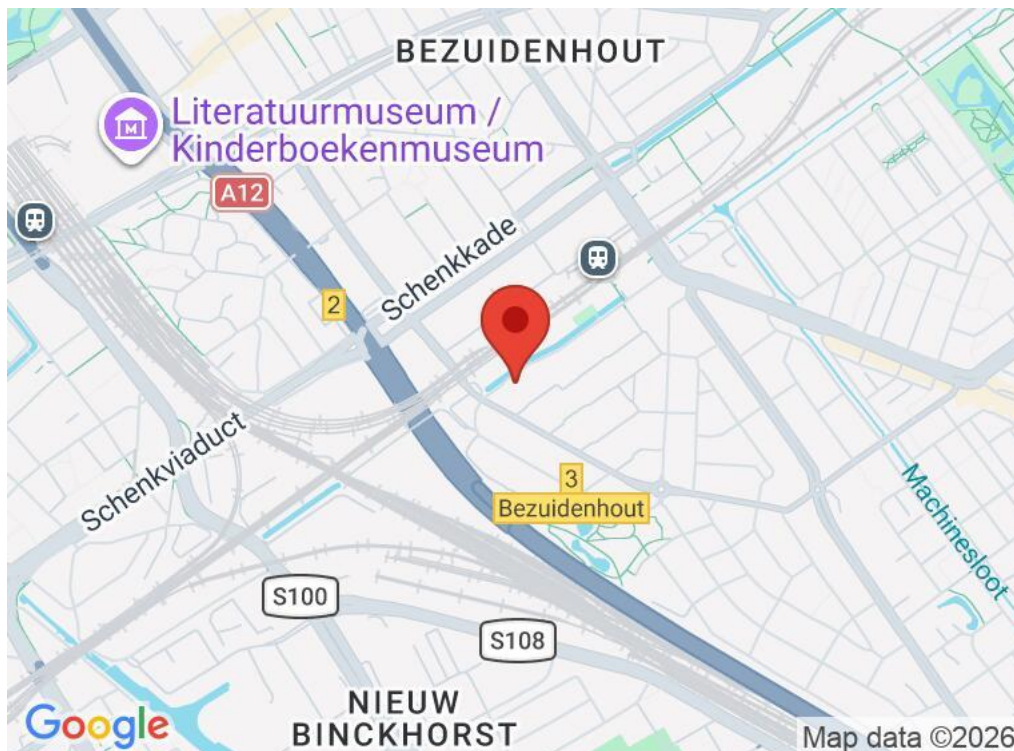 BEZUIDENHOUT
Literatuurmuseum /
Kinderboekenmuseum
A12
Schenkkade
2
Schenkviaduct
3
Bezuidenhout
Machinesloot
S100
S108
NIEUW
BINCKHORST
Google
Map data ©2026